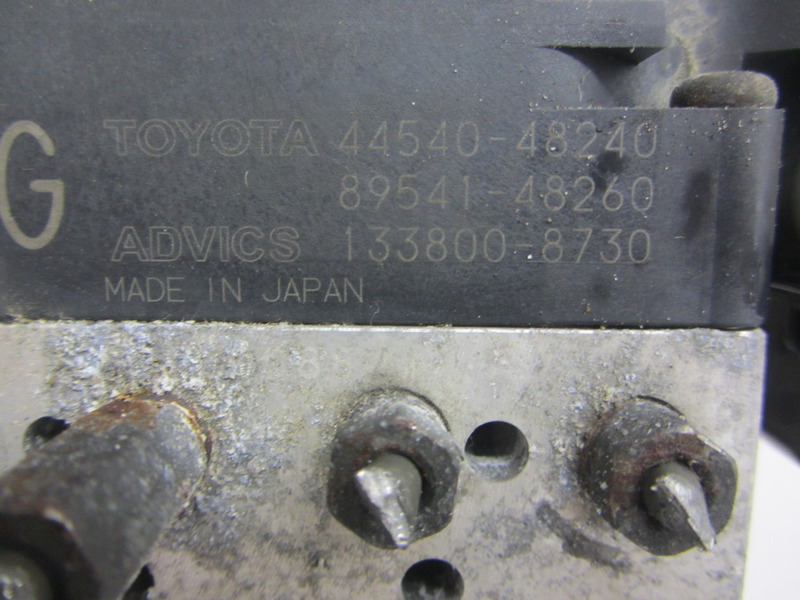 G
TOYOTA 44540-48240
89541-48260
ADVICS 133800-8730
MADE IN JAPAN